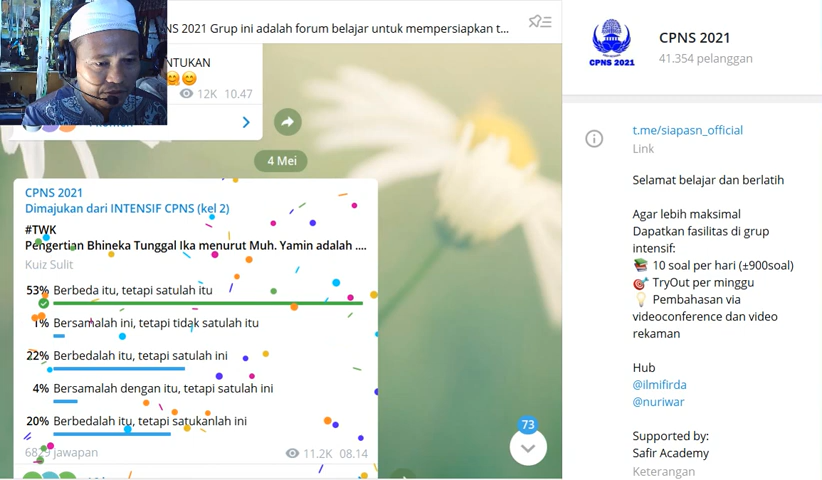 NS 2021 Grup ini adalah forum belajar untuk mempersiapkan t...
NTUKAN
12K 10.47
4 Mei
CPNS 2021
Dimajukan dari INTENSIF CPNS (kel 2)
#TWK
Pengertian Bhineka Tunggal Ika menurut Muh. Yamin adalah ....
Kuiz Sulit
53% Berbeda itu, tetapi satulah itu
1% Bersamalah ini, tetapi tidak satulah itu
22% Berbedalah itu, tetapi satulah ini
4% Bersamalah dengan itu, tetapi satulah ini
20% Berbedalah itu, tetapi satukanlah ini
6829 jawapan
11.2K 08.14
73
CPNS 2021
CPNS 2021
41.354 pelanggan
t.me/siapasn_official
Link
Selamat belajar dan berlatih
Agar lebih maksimal
Dapatkan fasilitas di grup
intensif:
10 soal per hari (±900soal)
TryOut per minggu
Pembahasan via
videoconference dan video
rekaman
Hub
@ilmifirda
@nuriwar
Supported by:
Safir Academy
Keterangan